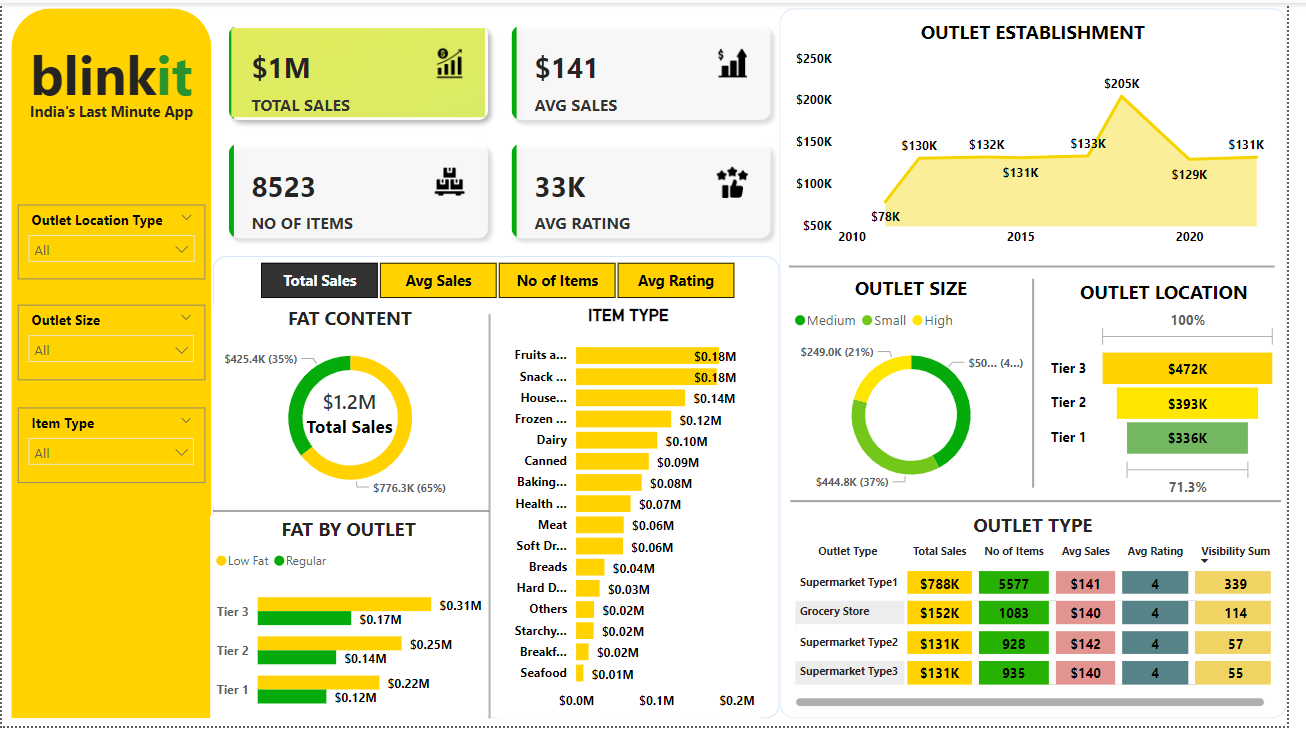 blinkit
India's Last Minute App
Outlet Location Type
All
Outlet Size
All
Item Type
All
$1M
TOTAL SALES
$141
AVG SALES
8523
NO OF ITEMS
33K
AVG RATING
Total Sales Avg Sales No of Items Avg Rating
FAT CONTENT
$425.4K (35%)
$1.2M
Total Sales
$776.3K (65%)
FAT BY OUTLET
Low Fat Regular
Tier 3 $0.31M
$0.17M
Tier 2 $0.25M
$0.14M
Tier 1 $0.22M
$0.12M
ITEM TYPE
Fruits a... $0.18M
Snack ... $0.18M
House... $0.14M
Frozen ... $0.12M
Dairy $0.10M
Canned $0.09M
Baking... $0.08M
Health ... $0.07M
Meat $0.06M
Soft Dr... $0.06M
Breads $0.04M
Hard D... $0.03M
Others $0.02M
Starchy... $0.02M
Breakf... $0.02M
Seafood $0.01M
$0.0M $0.1M $0.2M
OUTLET ESTABLISHMENT
$250K
$200K
$150K
$100K
$50K
$78K
$130K
$132K
$131K
$133K
$205K
$129K
$131K
2010 2015 2020
OUTLET SIZE
Medium Small High
$249.0K (21%)
$50... (4...)
$444.8K (37%)
OUTLET LOCATION
100%
Tier 3 $472K
Tier 2 $393K
Tier 1 $336K
71.3%
OUTLET TYPE
Outlet Type Total Sales No of Items Avg Sales Avg Rating Visibility Sum
Supermarket Type1 $788K 5577 $141 4 339
Grocery Store $152K 1083 $140 4 114
Supermarket Type2 $131K 928 $142 4 57
Supermarket Type3 $131K 935 $140 4 55